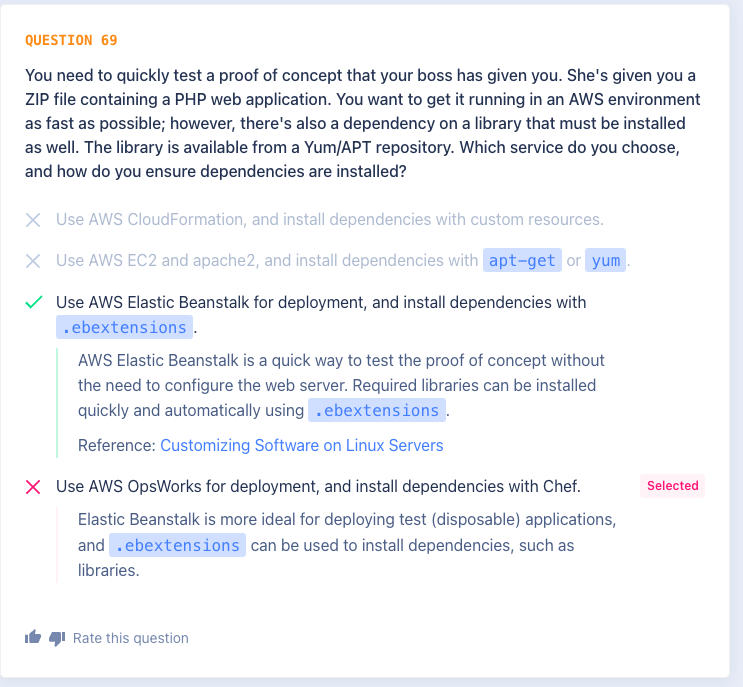 QUESTION 69
You need to quickly test a proof of concept that your boss has given you. She's given you a
ZIP file containing a PHP web application. You want to get it running in an AWS environment
as fast as possible; however, there's also a dependency on a library that must be installed
as well. The library is available from a Yum/APT repository. Which service do you choose,
and how do you ensure dependencies are installed?
Use AWS CloudFormation, and install dependencies with custom resources.
Use AWS EC2 and apache2, and install dependencies with apt-get or yum.
Use AWS Elastic Beanstalk for deployment, and install dependencies with
.ebextensions.
AWS Elastic Beanstalk is a quick way to test the proof of concept without
the need to configure the web server. Required libraries can be installed
quickly and automatically using .ebextensions.
Reference: Customizing Software on Linux Servers
Use AWS OpsWorks for deployment, and install dependencies with Chef.
Selected
Elastic Beanstalk is more ideal for deploying test (disposable) applications,
and .ebextensions can be used to install dependencies, such as
libraries.
Rate this question